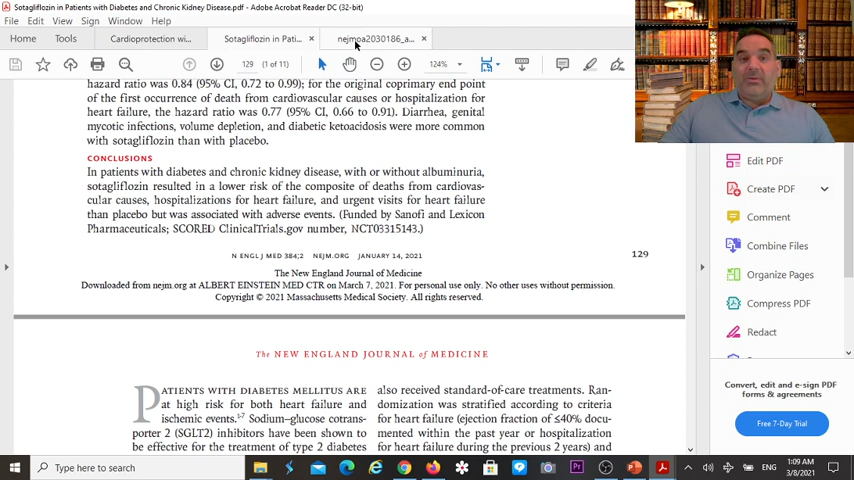 Sotagliflozin in Patients with Diabetes and Chronic Kidney Disease.pdf - Adobe Acrobat Reader DC (32-bit)
File Edit View Sign Window Help
Home Tools Cardioprotection wi... Sotagliflozin in Pati... × nejmoa2030186_a... ×
129 (1 of 11) 124%
hazard ratio was 0.84 (95% CI, 0.72 to 0.99); for the original coprimary end point
of the first occurrence of death from cardiovascular causes or hospitalization for
heart failure, the hazard ratio was 0.77 (95% CI, 0.66 to 0.91). Diarrhea, genital
mycotic infections, volume depletion, and diabetic ketoacidosis were more common
with sotagliflozin than with placebo.
CONCLUSIONS
In patients with diabetes and chronic kidney disease, with or without albuminuria,
sotagliflozin resulted in a lower risk of the composite of deaths from cardiovas-
cular causes, hospitalizations for heart failure, and urgent visits for heart failure
than placebo but was associated with adverse events. (Funded by Sanofi and Lexicon
Pharmaceuticals; SCORED ClinicalTrials.gov number, NCT03315143.)
N ENGL J MED 384;2 NEJM.ORG JANUARY 14, 2021 129
The New England Journal of Medicine
Downloaded from nejm.org at ALBERT EINSTEIN MED CTR on March 7, 2021. For personal use only. No other uses without permission.
Copyright © 2021 Massachusetts Medical Society. All rights reserved.
The NEW ENGLAND JOURNAL of MEDICINE
PATIENTS WITH DIABETES MELLITUS ARE
at high risk for both heart failure and
ischemic events.1-7 Sodium–glucose cotrans-
porter 2 (SGLT2) inhibitors have been shown to
be effective for the treatment of type 2 diabetes
also received standard-of-care treatments. Ran-
domization was stratified according to criteria
for heart failure (ejection fraction of ≤40% docu-
mented within the past year or hospitalization
for heart failure during the previous 2 years) and
Edit PDF
Create PDF
Comment
Combine Files
Organize Pages
Compress PDF
Redact
Convert, edit and e-sign PDF
forms & agreements
Free 7-Day Trial
Type here to search
ENG
1:09 AM
3/8/2021